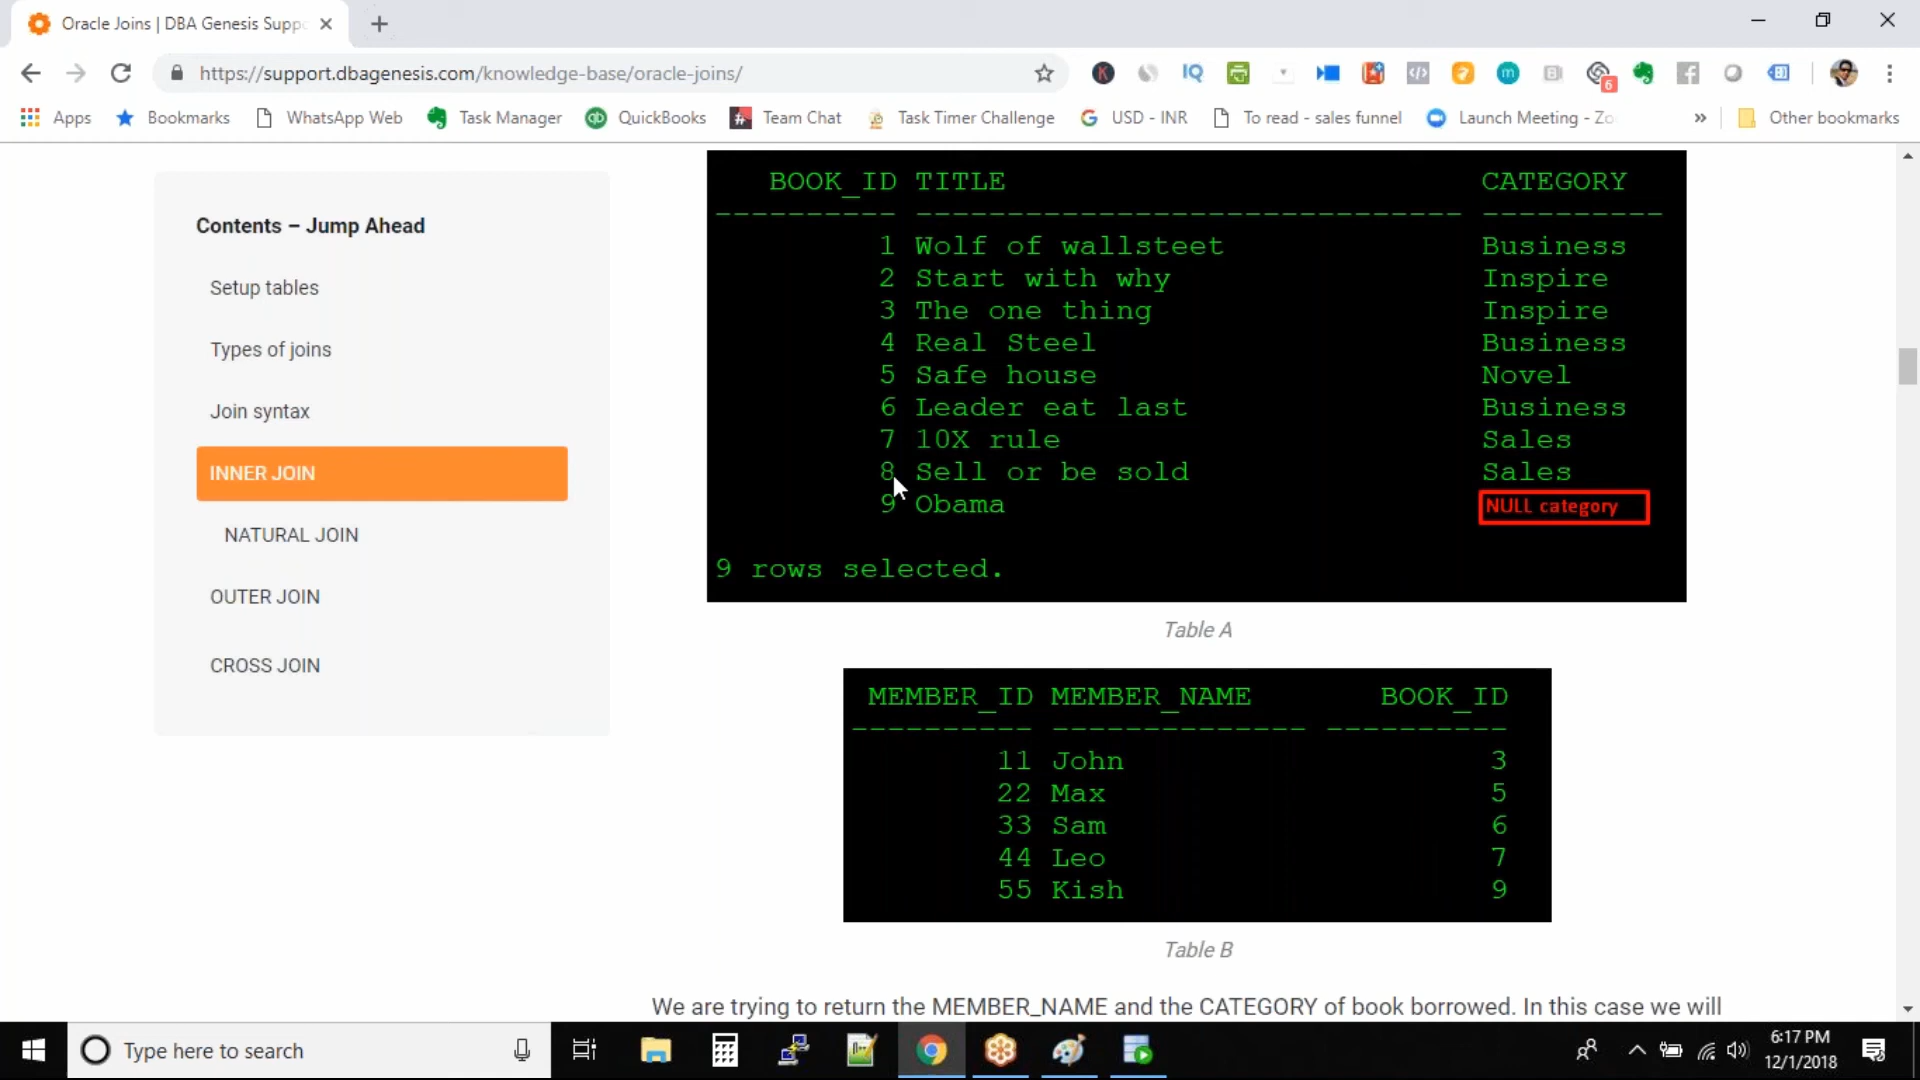 Oracle Joins | DBA Genesis Suppo
https://support.dbagenesis.com/knowledge-base/oracle-joins/
IQ
6
Apps
Bookmarks
WhatsApp Web
Task Manager
QuickBooks
Team Chat
Task Timer Challenge
USD - INR
To read - sales funnel
Launch Meeting - Zo
Other bookmarks
Contents – Jump Ahead
Setup tables
Types of joins
Join syntax
INNER JOIN
NATURAL JOIN
OUTER JOIN
CROSS JOIN
BOOK_ID TITLE CATEGORY
---------- ------------------------------ ----------
1 Wolf of wallsteet Business
2 Start with why Inspire
3 The one thing Inspire
4 Real Steel Business
5 Safe house Novel
6 Leader eat last Business
7 10X rule Sales
8 Sell or be sold Sales
9 Obama NULL category
9 rows selected.
Table A
MEMBER_ID MEMBER_NAME BOOK_ID
---------- -------------- ----------
11 John 3
22 Max 5
33 Sam 6
44 Leo 7
55 Kish 9
Table B
We are trying to return the MEMBER_NAME and the CATEGORY of book borrowed. In this case we will
Type here to search
6:17 PM
12/1/2018